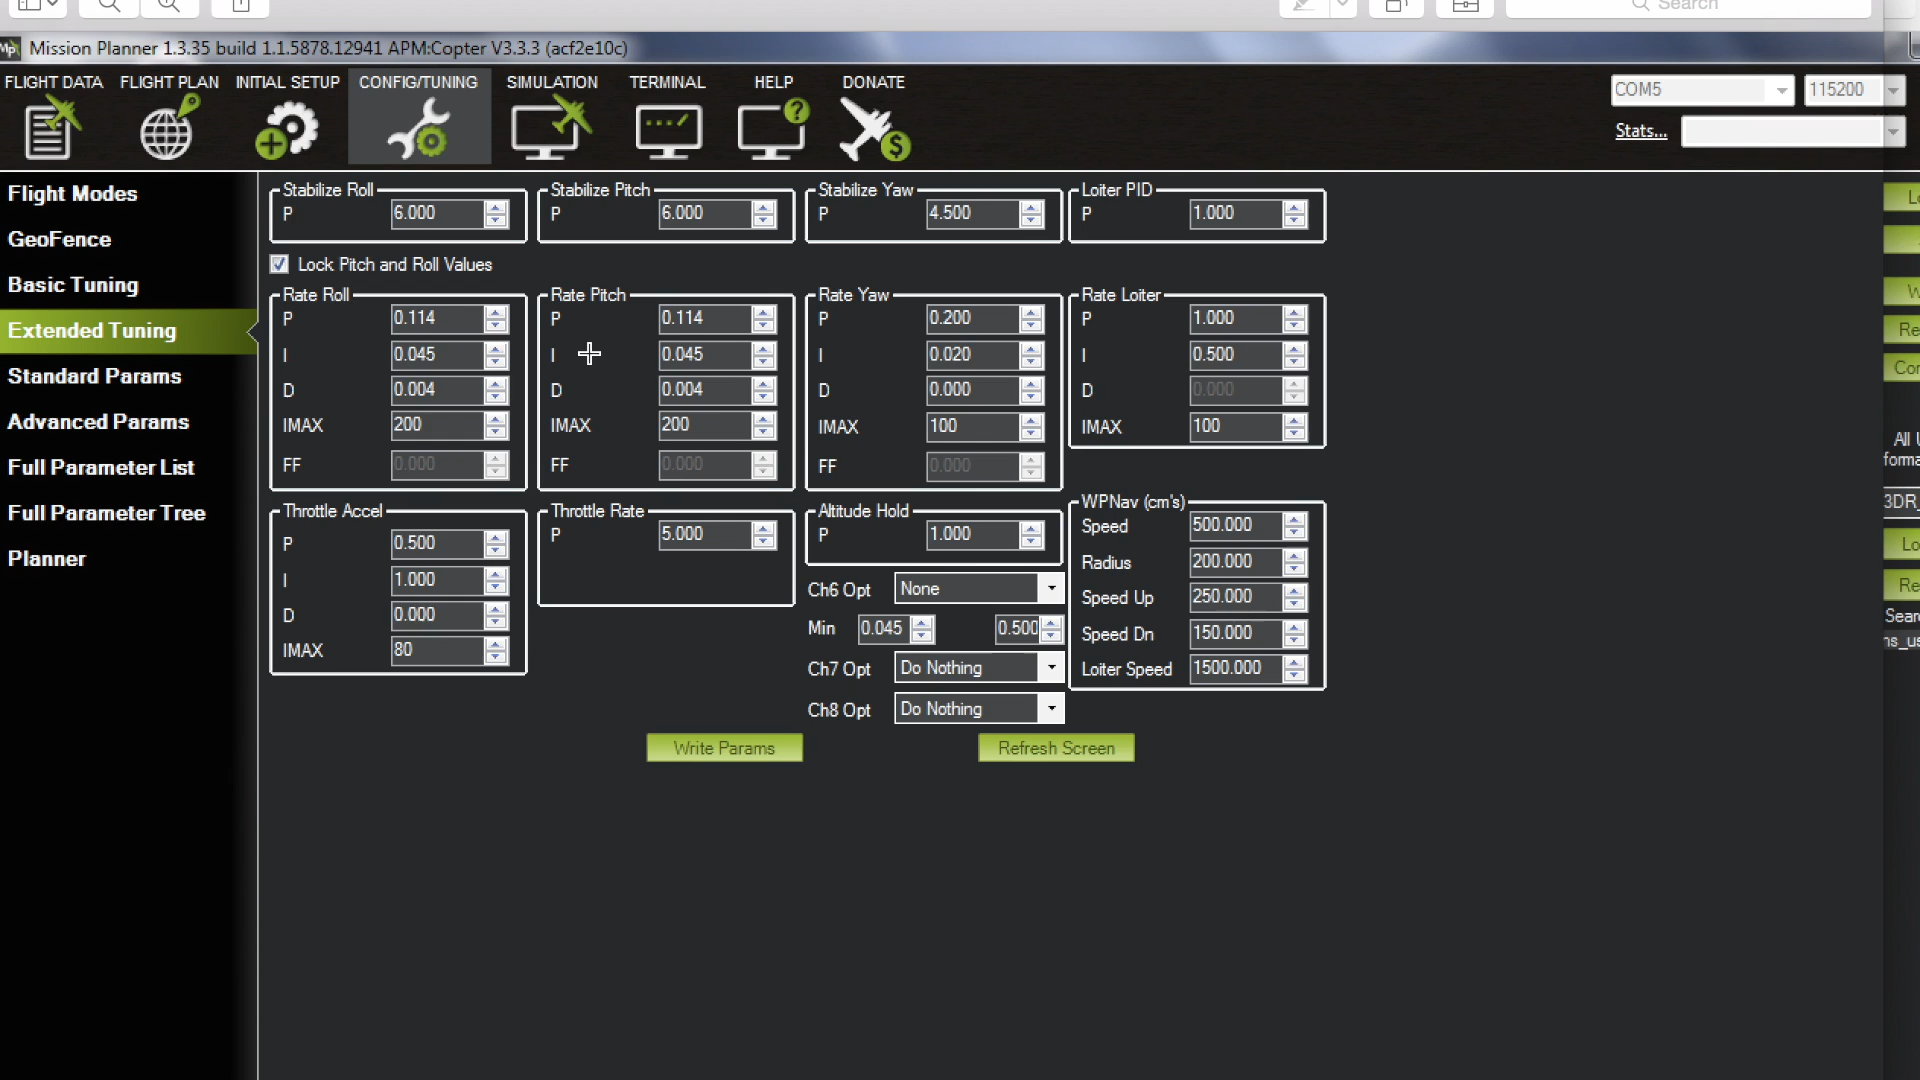 Search
Mission Planner 1.3.35 build 1.1.5878.12941 APM:Copter V3.3.3 (acf2e10c)
FLIGHT DATA FLIGHT PLAN INITIAL SETUP CONFIG/TUNING SIMULATION TERMINAL HELP DONATE
COM5 115200
Stats...
Flight Modes
GeoFence
Basic Tuning
Extended Tuning
Standard Params
Advanced Params
Full Parameter List
Full Parameter Tree
Planner
Stabilize Roll
P 6.000
Stabilize Pitch
P 6.000
Stabilize Yaw
P 4.500
Loiter PID
P 1.000
Lock Pitch and Roll Values
Rate Roll
P 0.114
I 0.045
D 0.004
IMAX 200
FF 0.000
Rate Pitch
P 0.114
I 0.045
D 0.004
IMAX 200
FF 0.000
Rate Yaw
P 0.200
I 0.020
D 0.000
IMAX 100
FF 0.000
Rate Loiter
P 1.000
I 0.500
D 0.000
IMAX 100
Throttle Accel
P 0.500
I 1.000
D 0.000
IMAX 80
Throttle Rate
P 5.000
Altitude Hold
P 1.000
Ch6 Opt None
Min 0.045 0.500
Ch7 Opt Do Nothing
Ch8 Opt Do Nothing
WPNav (cm's)
Speed 500.000
Radius 200.000
Speed Up 250.000
Speed Dn 150.000
Loiter Speed 1500.000
Write Params Refresh Screen
All
3DR_